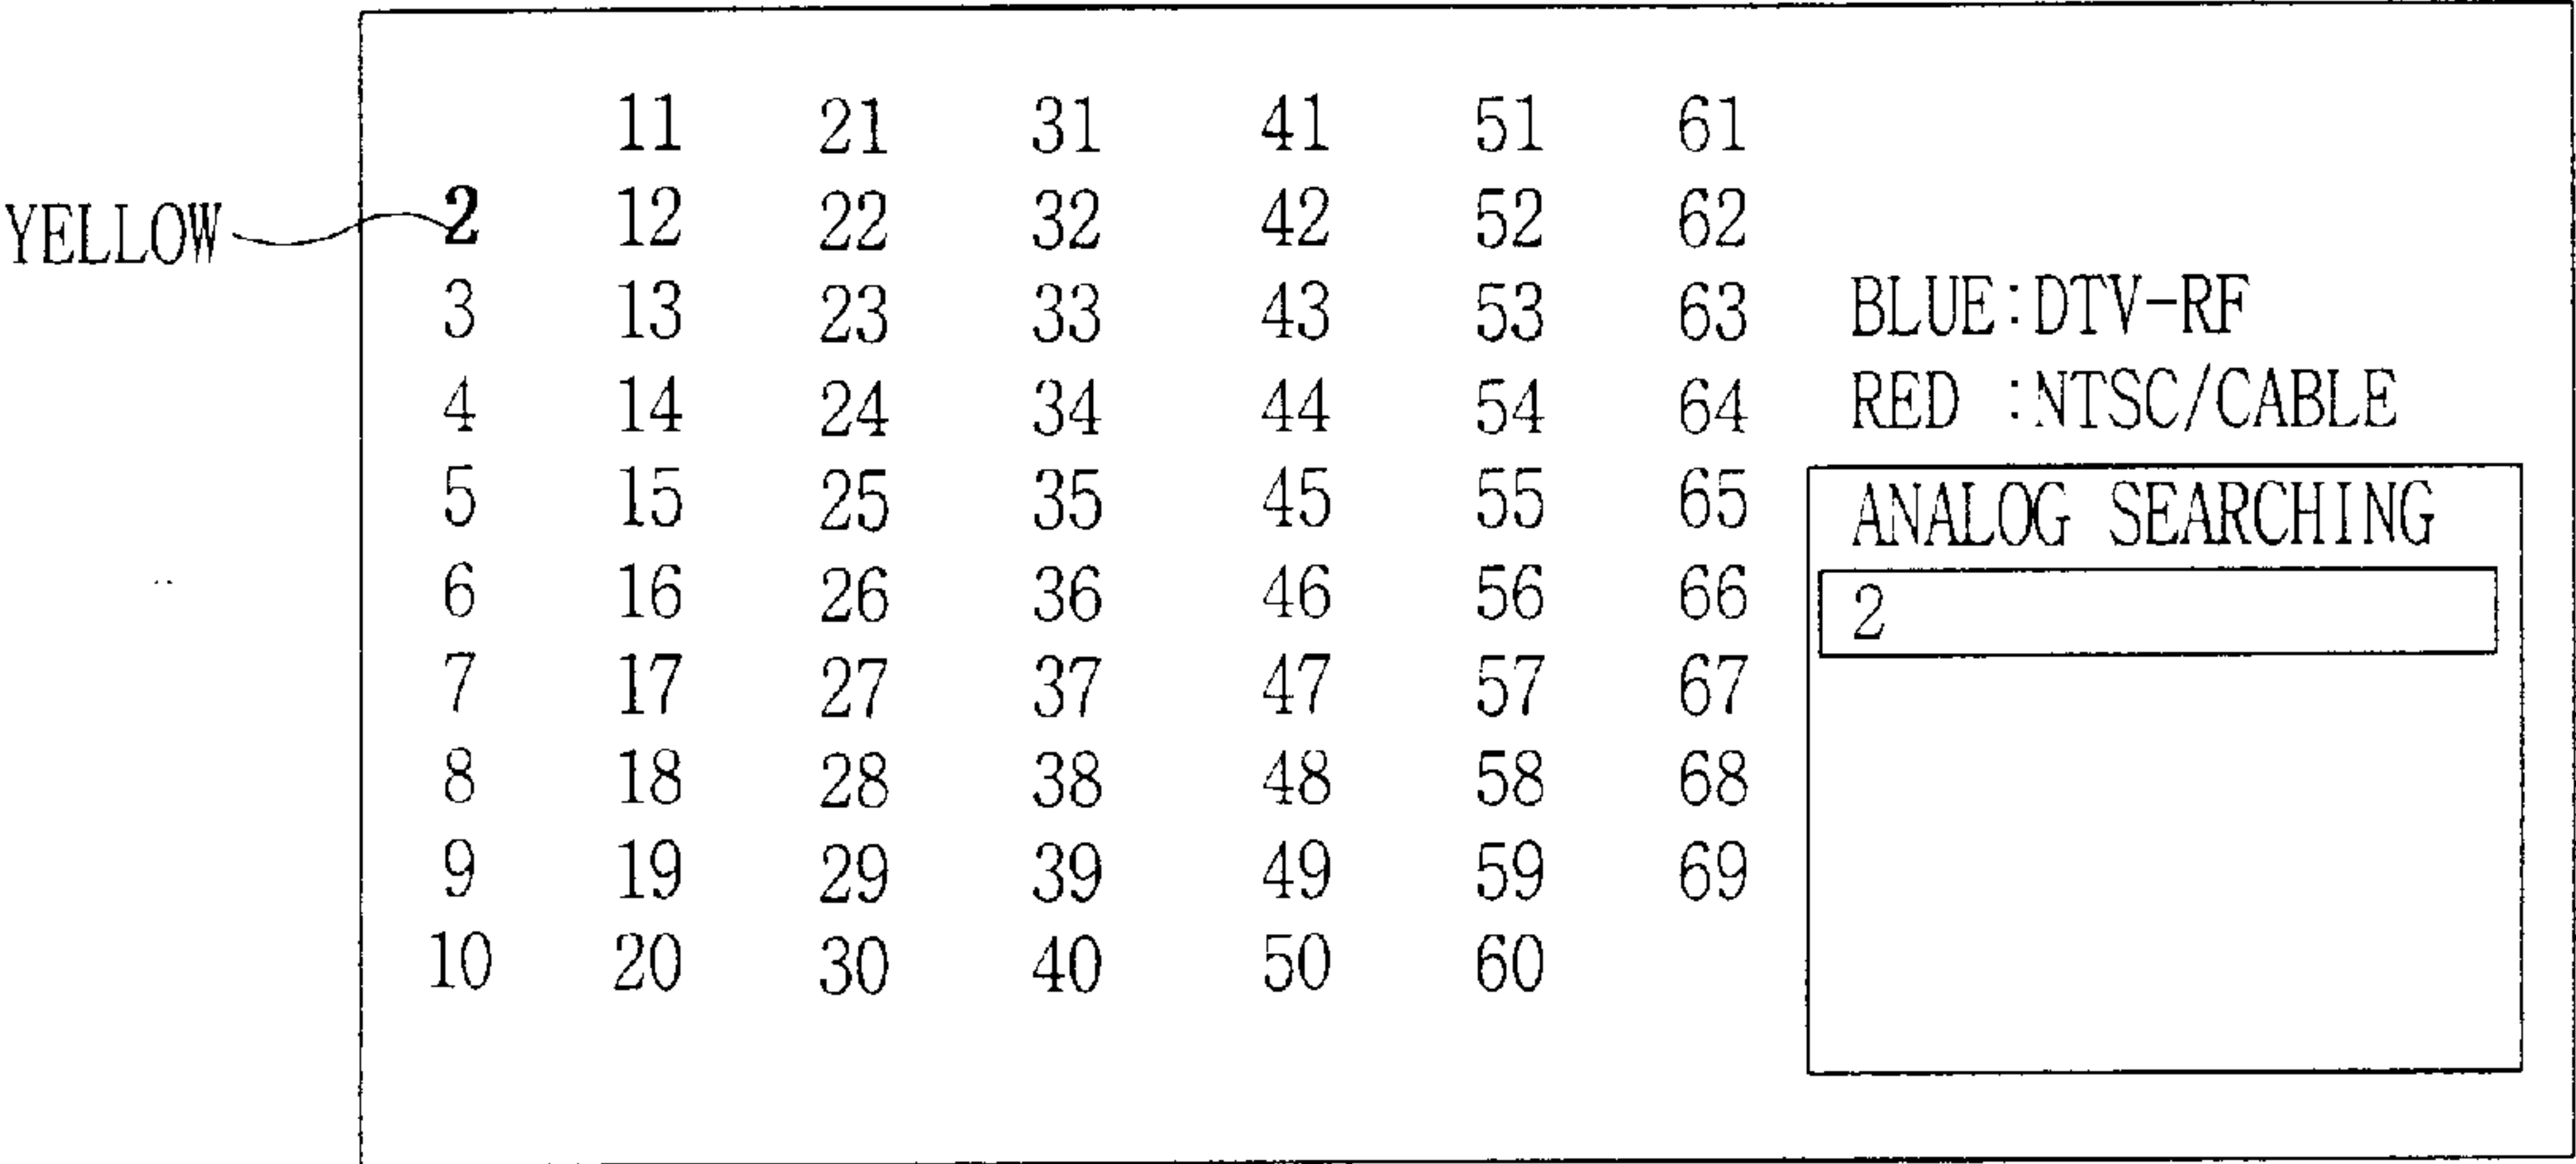 11 21 31 41 51 61
YELLOW 2 12 22 32 42 52 62
3 13 23 33 43 53 63 BLUE:DTV-RF
4 14 24 34 44 54 64 RED :NTSC/CABLE
5 15 25 35 45 55 65 ANALOG SEARCHING
6 16 26 36 46 56 66 2
7 17 27 37 47 57 67
8 18 28 38 48 58 68
9 19 29 39 49 59 69
10 20 30 40 50 60